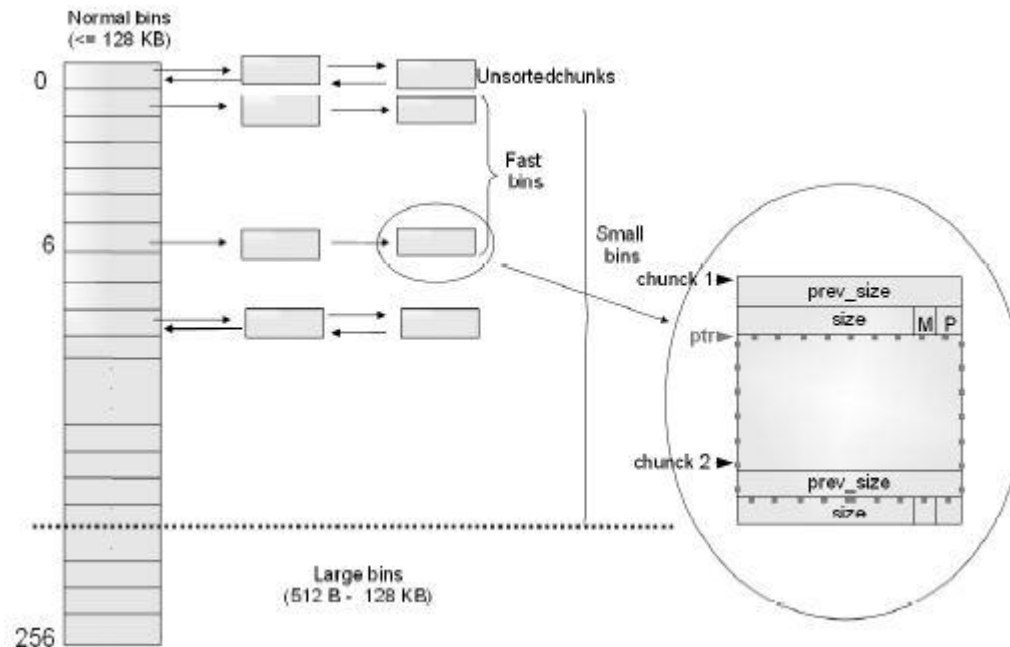 Normal bins
(<= 128 KB)
0
Unsortedchunks
Fast
bins
6
Small
bins
chunck 1
prev_size
size M P
ptr
chunck 2
prev_size
size
Large bins
(512 B - 128 KB)
256